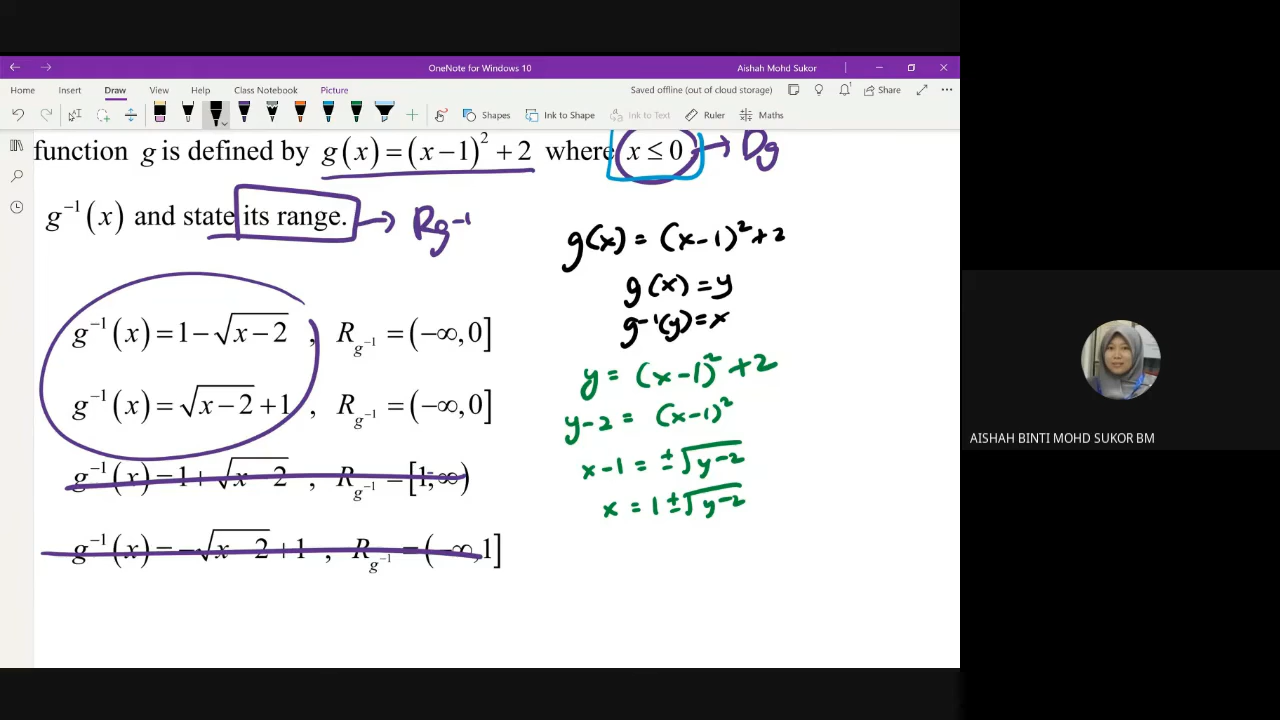 OneNote for Windows 10
Aishah Mohd Sukor
Home Insert Draw View Help Class Notebook Picture
Saved offline (out of cloud storage)
Share
Shapes Ink to Shape Ink to Text Ruler Maths
function g is defined by g(x) = (x − 1)² + 2 where x ≤ 0 → Dg
g⁻¹(x) and state its range. → Rg⁻¹
g⁻¹(x) = 1 − √(x − 2) , R_g⁻¹ = (−∞, 0]
g⁻¹(x) = √(x − 2) + 1 , R_g⁻¹ = (−∞, 0]
g⁻¹(x) = 1 + √(x − 2) , R_g⁻¹ = [1, ∞)
g⁻¹(x) = −√(x − 2) + 1 , R_g⁻¹ = (−∞, 1]
g(x) = (x−1)² + 2
g(x) = y
g⁻¹(y) = x
y = (x−1)² + 2
y−2 = (x−1)²
x−1 = ±√(y−2)
x = 1 ± √(y−2)
AISHAH BINTI MOHD SUKOR BM